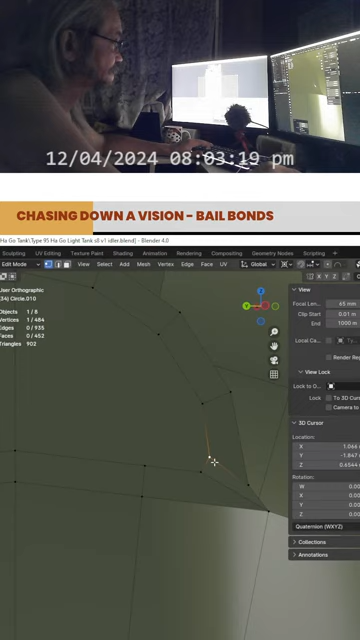 12/04/2024 08:03:19 pm
CHASING DOWN A VISION - BAIL BONDS
Ha Go Tank\Type 95 Ha Go Light Tank s8 v1 idler.blend] - Blender 4.0
Sculpting UV Editing Texture Paint Shading Animation Rendering Compositing Geometry Nodes Scripting
Edit Mode View Select Add Mesh Vertex Edge Face UV Global
X Y Z
User Orthographic
(34) Circle.010
Objects 1 / 8
Vertices 1 / 484
Edges 0 / 935
Faces 0 / 452
Triangles 902
Z
Y
View
Focal Len... 65 mm
Clip Start 0.01 m
End 1000 m
Local Ca...
Render Reg
View Lock
Lock to O...
Lock To 3D Curs
Camera to
3D Cursor
Location:
X 1.066
Y -1.847
Z 0.6544
Rotation:
W 0.00
X 0.00
Y 0.00
Z 0.00
Quaternion (WXYZ)
Collections
Annotations